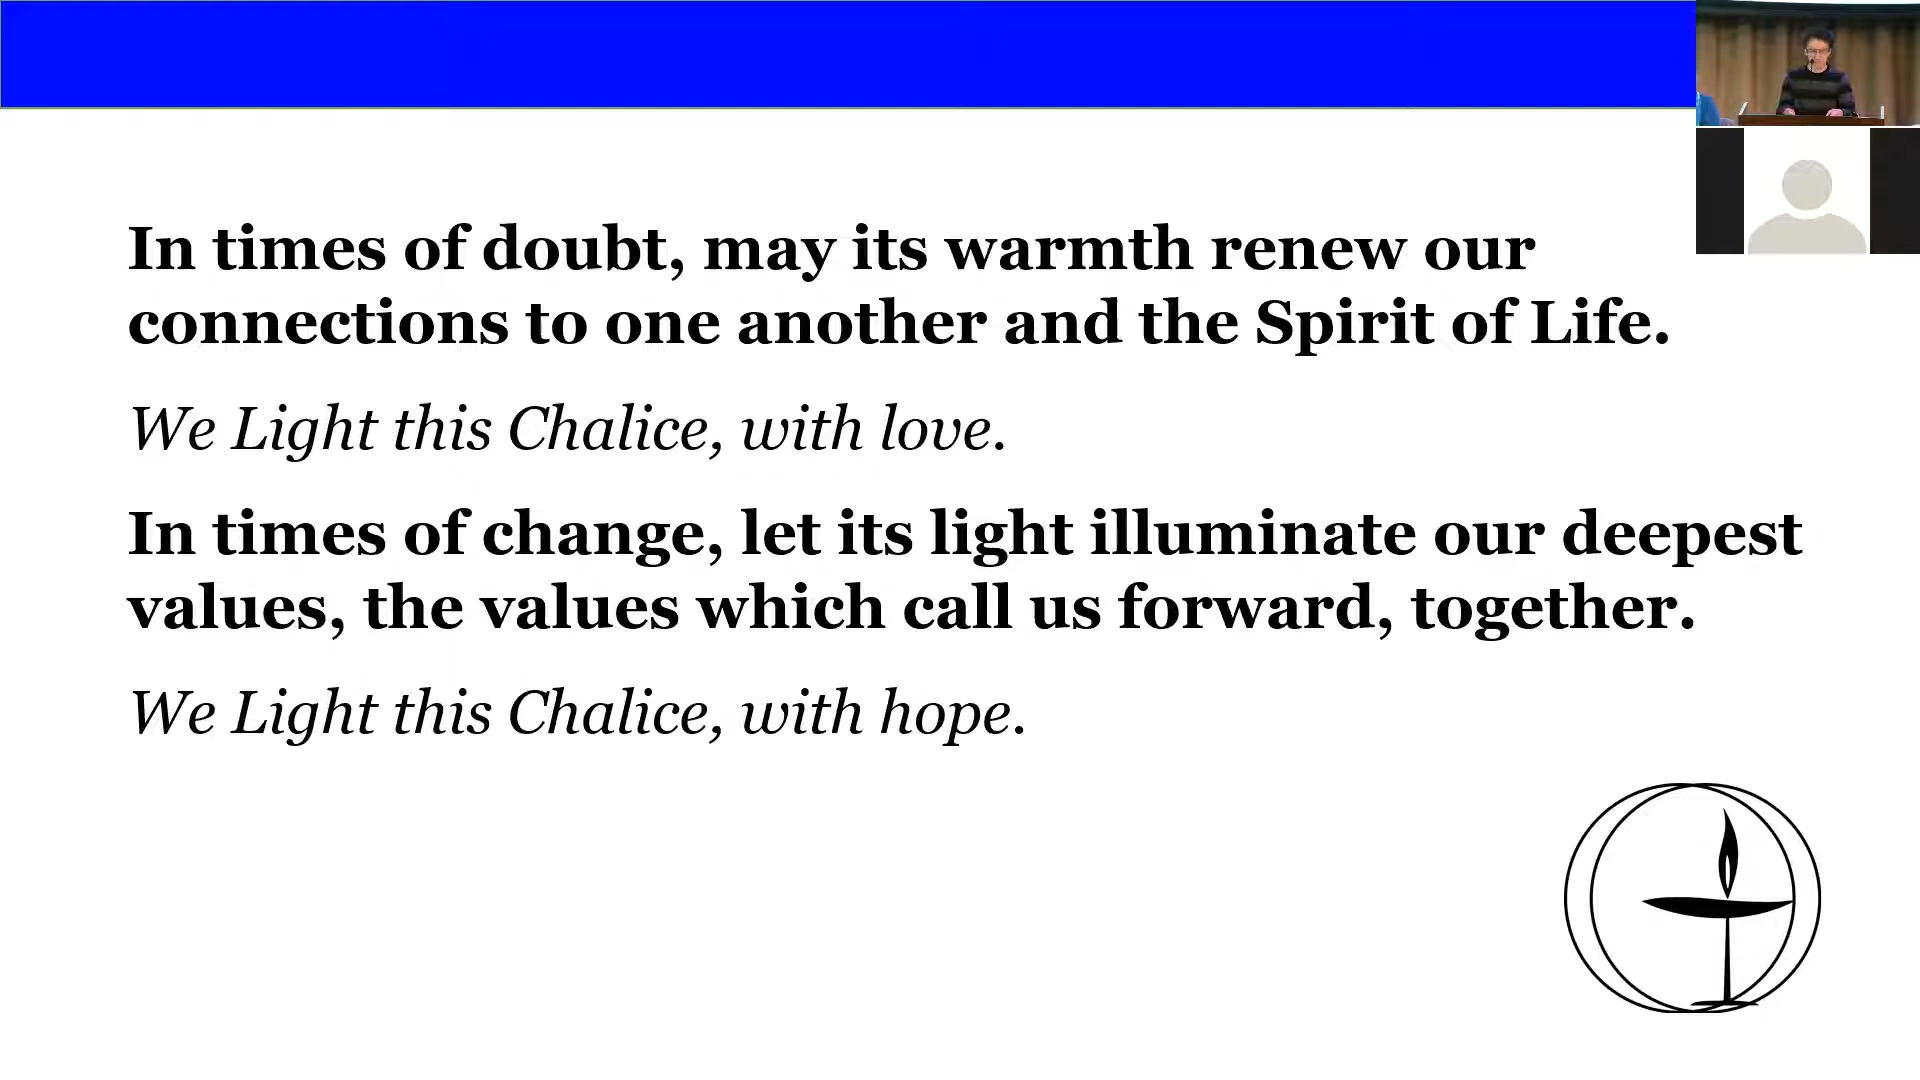 In times of doubt, may its warmth renew our
connections to one another and the Spirit of Life.
We Light this Chalice, with love.
In times of change, let its light illuminate our deepest
values, the values which call us forward, together.
We Light this Chalice, with hope.